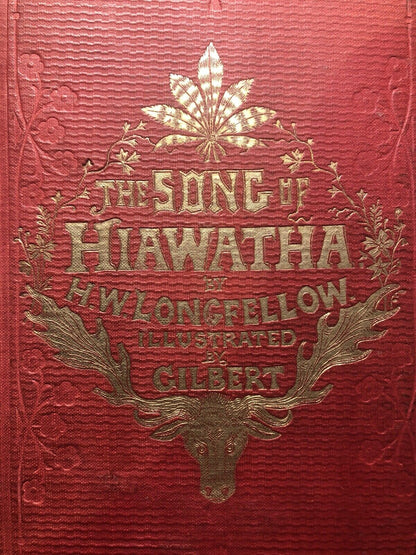 THE SONG OF
HIAWATHA
BY
H.W LONGFELLOW.
ILLUSTRATED
BY
GILBERT